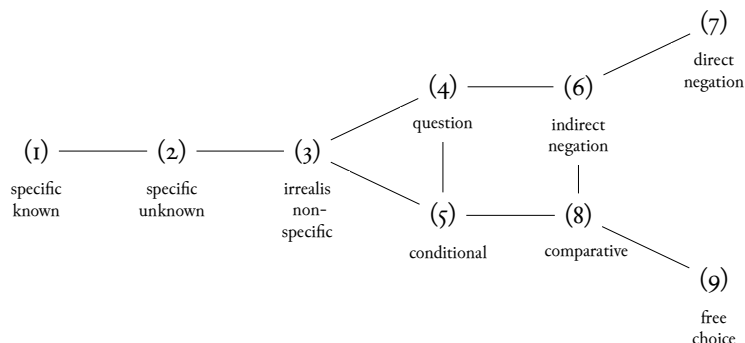 (7)
direct
negation
(4)
question
(6)
indirect
negation
(1)
specific
known
(2)
specific
unknown
(3)
irrealis
non-
specific
(5)
conditional
(8)
comparative
(9)
free
choice